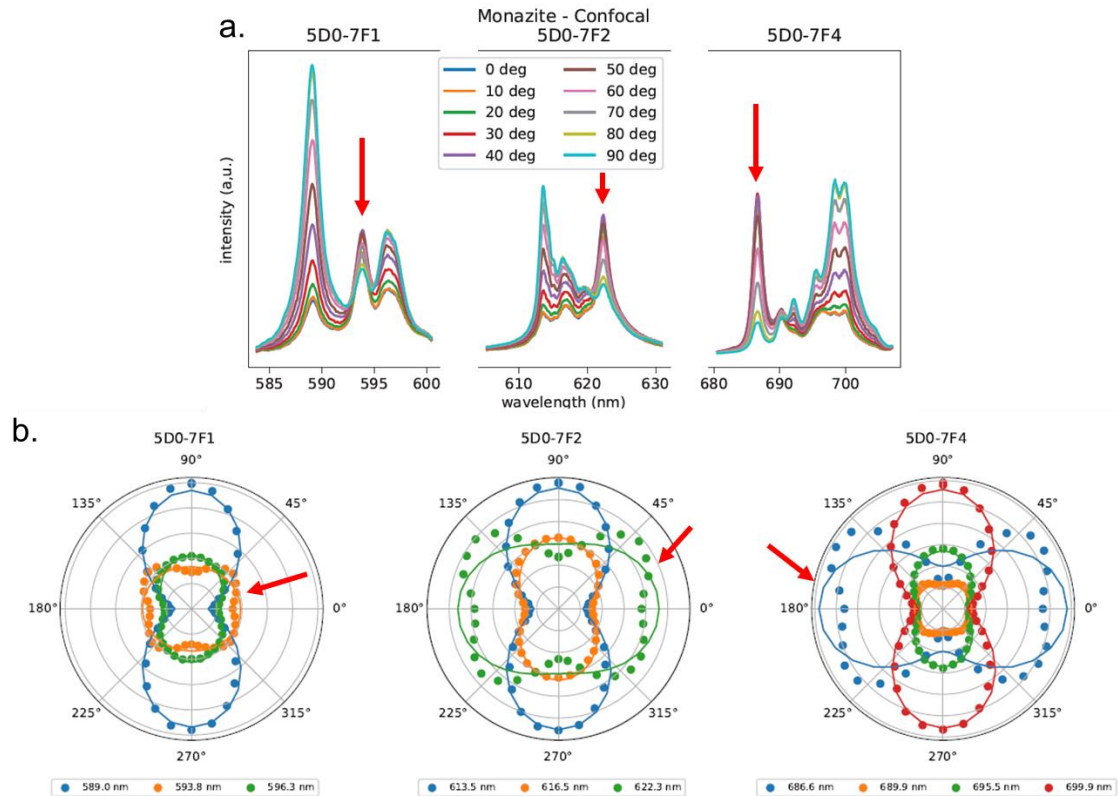 a.
Monazite - Confocal
5D0-7F1
5D0-7F2
5D0-7F4
0 deg
10 deg
20 deg
30 deg
40 deg
50 deg
60 deg
70 deg
80 deg
90 deg
intensity (a,u.)
585 590 595 600
610 620 630
680 690 700
wavelength (nm)
b.
5D0-7F1
90°
135° 45°
180° 0°
225° 315°
270°
589.0 nm 593.8 nm 596.3 nm
5D0-7F2
90°
135° 45°
180° 0°
225° 315°
270°
613.5 nm 616.5 nm 622.3 nm
5D0-7F4
90°
135° 45°
180° 0°
225° 315°
270°
686.6 nm 689.9 nm 695.5 nm 699.9 nm